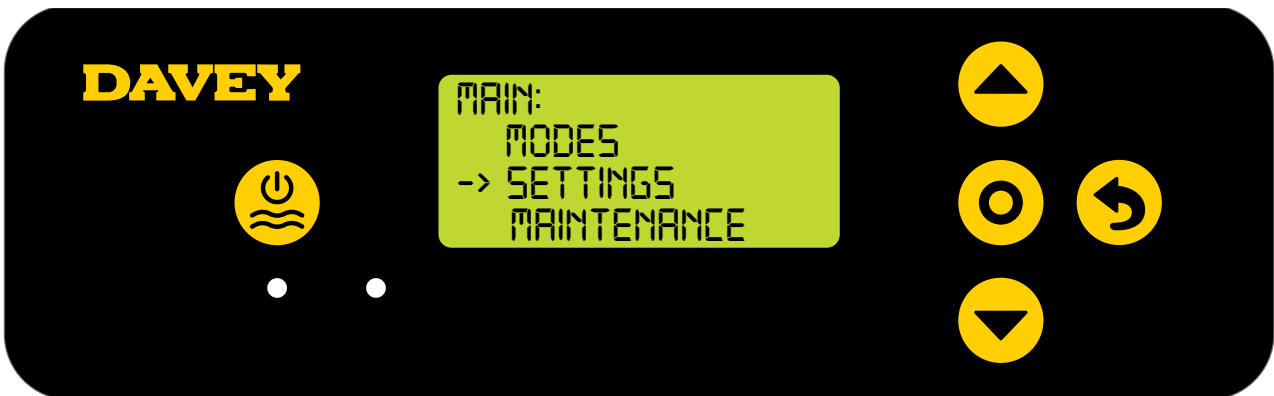 DAVEY
MAIN:
MODES
-> SETTINGS
MAINTENANCE